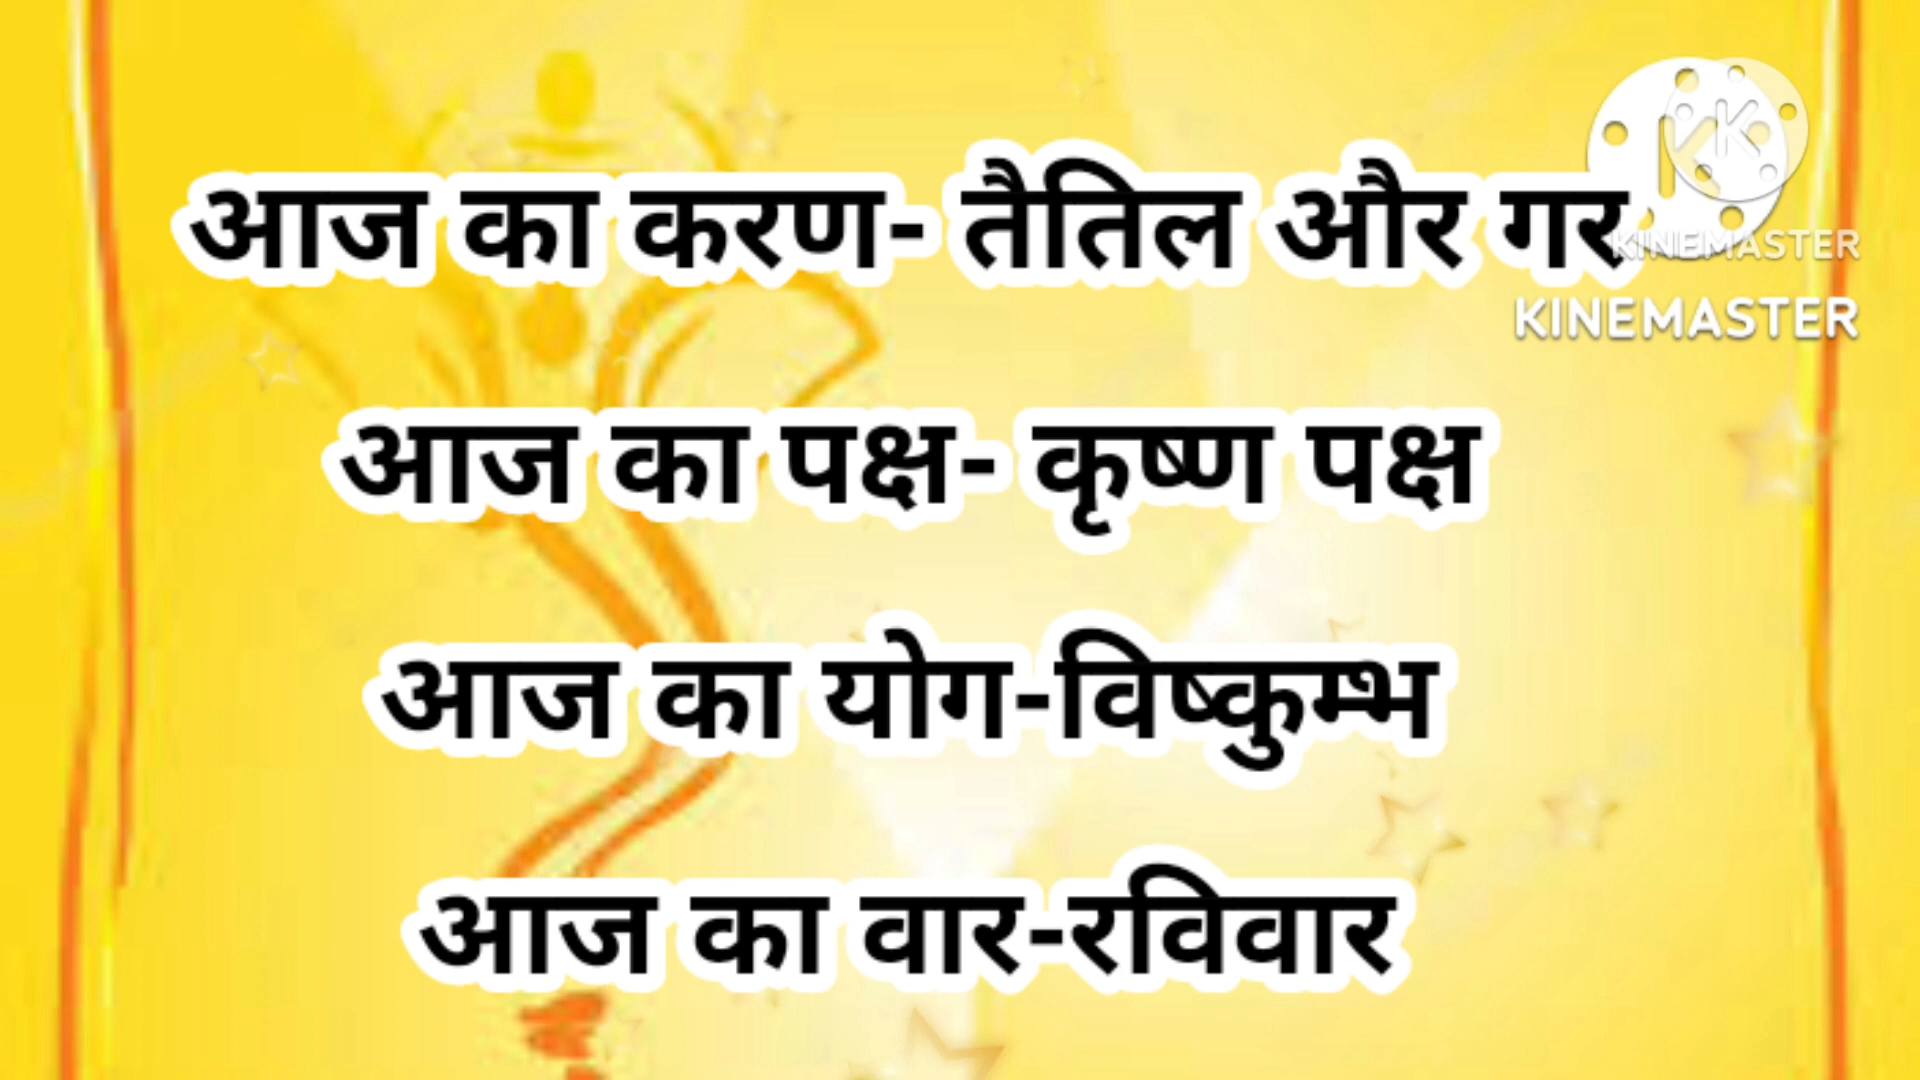 आज का करण- तैतिल और गर
KINEMASTER
KINEMASTER
आज का पक्ष- कृष्ण पक्ष
आज का योग-विष्कुम्भ
आज का वार-रविवार